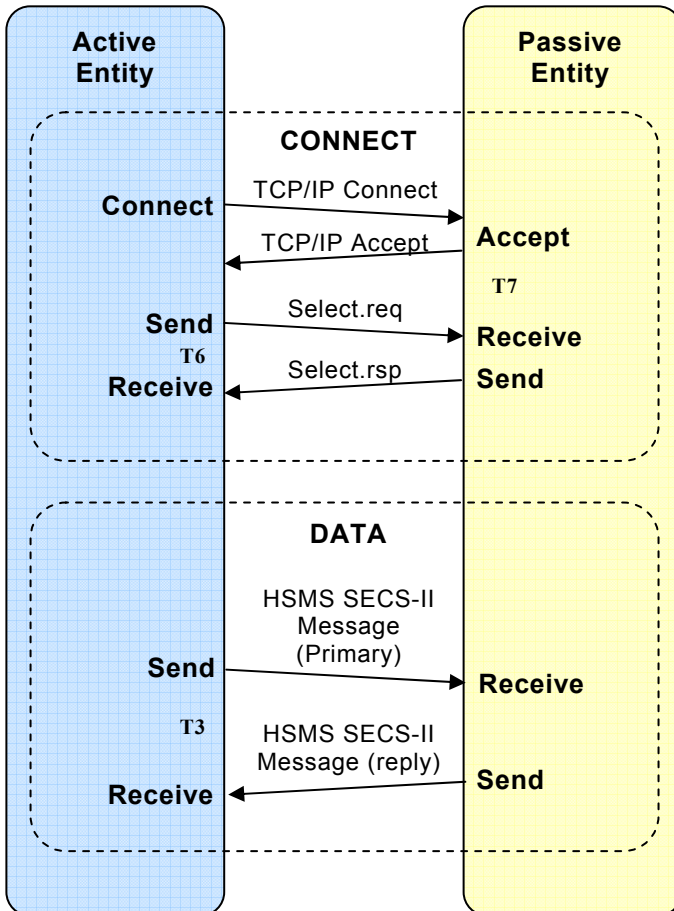 Active
Entity
Passive
Entity
CONNECT
TCP/IP Connect
Connect
TCP/IP Accept
Accept
T7
Select.req
Send
Receive
T6
Select.rsp
Receive
Send
DATA
HSMS SECS-II
Message
(Primary)
Send
Receive
T3
HSMS SECS-II
Message (reply)
Receive
Send